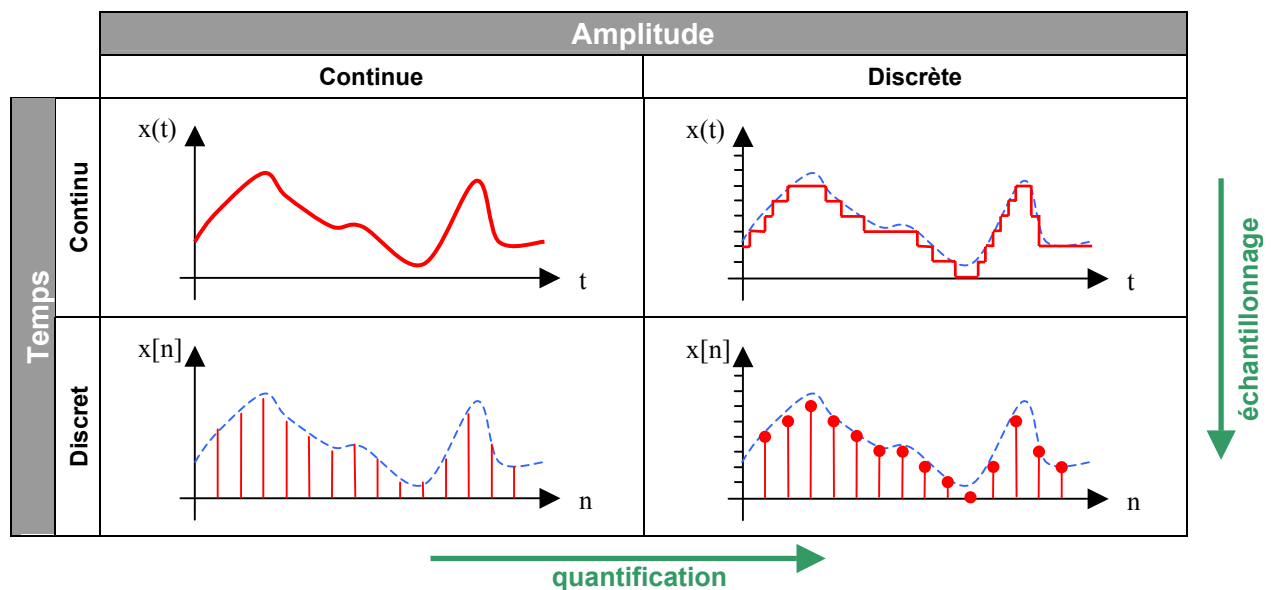 Amplitude
Continue
Discrète
Temps
Continu
x(t)
t
x(t)
t
échantillonnage
Discret
x[n]
n
x[n]
n
quantification